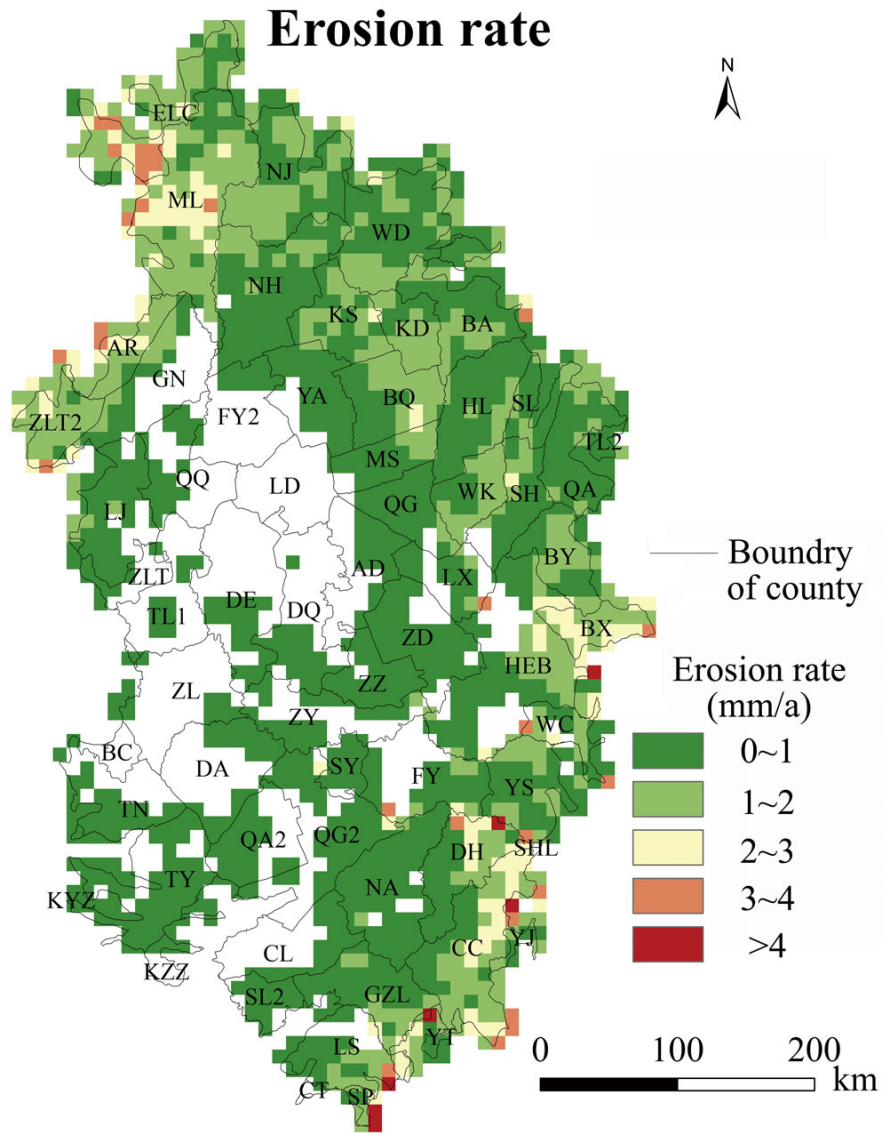 Erosion rate
N
ELC
NJ
ML
WD
NH
KS
KD
BA
AR
GN
YA
BQ
HL
SL
ZLT2
FY2
TL2
MS
QQ
LD
QG
WK
SH
QA
LJ
BY
ZLT
AD
LX
TL1
DE
DQ
ZD
BX
HEB
ZL
ZZ
ZY
WC
BC
DA
SY
FY
YS
TN
QA2
QG2
DH
SHL
TY
NA
KYZ
CC
YJ
CL
KZZ
SL2
GZL
LS
YT
CT
SP
Boundry
of county
Erosion rate
(mm/a)
0~1
1~2
2~3
3~4
>4
0 100 200
km